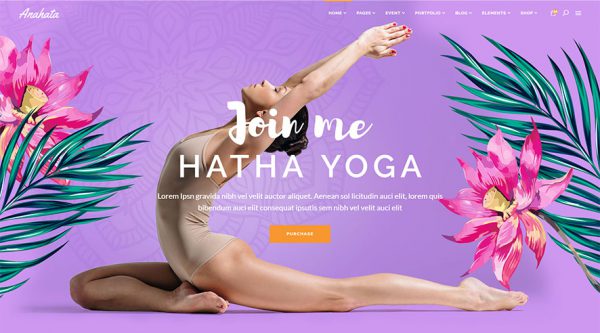 Anahata
HOME PAGES EVENT PORTFOLIO BLOG ELEMENTS SHOP
Join me
HATHA YOGA
Lorem Ipsn gravida nibh vel velit auctor aliquet. Aenean sol licitudin auci elit, lorem quis
bibendum auci elit consequat ipsutis sem nibh id elit vel velit auci elit
PURCHASE